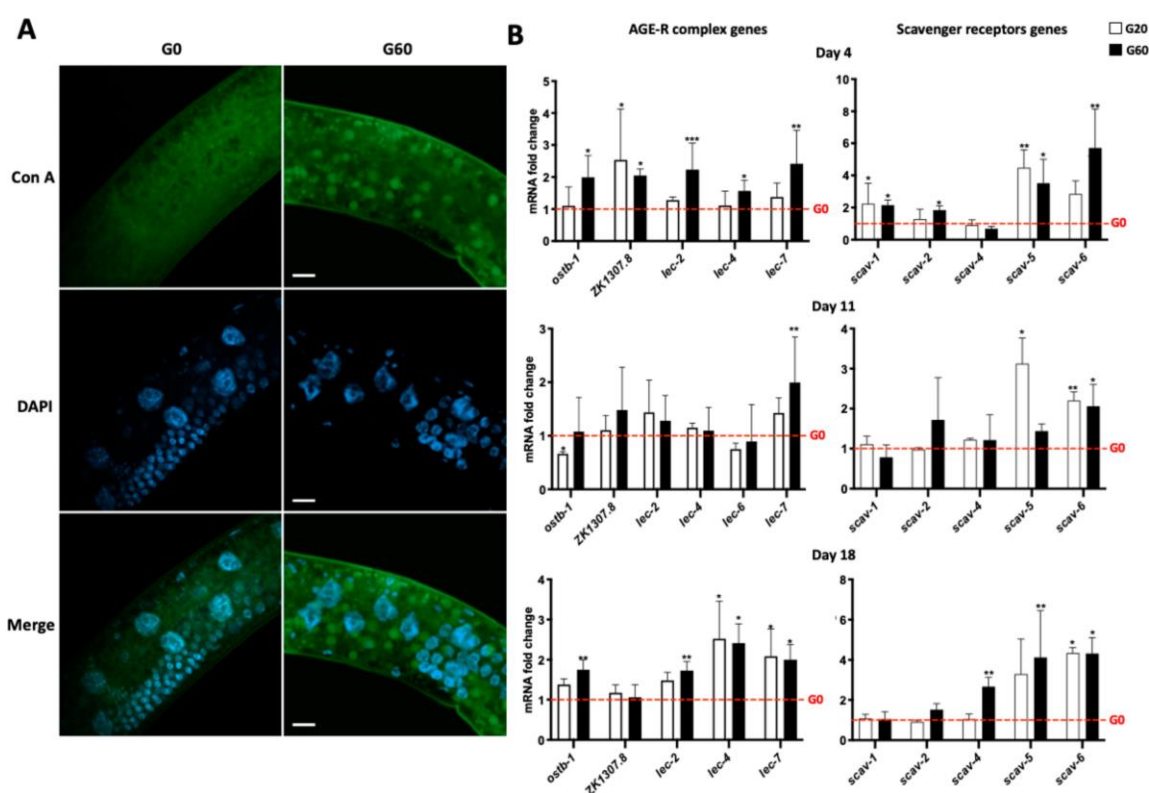 A
G0
G60
Con A
DAPI
Merge
B
AGE-R complex genes
Scavenger receptors genes
G20
G60
Day 4
mRNA fold change
5
4
3
2
1
0
* * * *** * **
G0
ostb-1 ZK1307.8 lec-2 lec-4 lec-7
10
8
6
4
2
0
* * * ** * **
G0
scav-1 scav-2 scav-4 scav-5 scav-6
Day 11
mRNA fold change
3
2
1
0
* **
G0
ostb-1 ZK1307.8 lec-2 lec-4 lec-6 lec-7
4
3
2
1
0
* ** *
G0
scav-1 scav-2 scav-4 scav-5 scav-6
Day 18
mRNA fold change
4
3
2
1
0
** ** * * * *
G0
ostb-1 ZK1307.8 lec-2 lec-4 lec-7
8
6
4
2
0
** ** * *
G0
scav-1 scav-2 scav-4 scav-5 scav-6